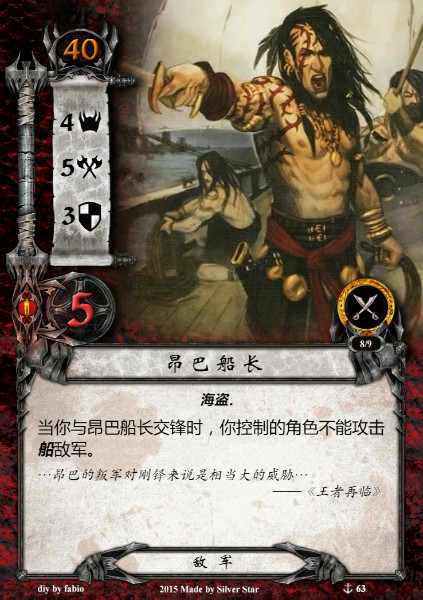 40
4
5
3
5
8/9
昂巴船长
海盗.
当你与昂巴船长交锋时，你控制的角色不能攻击
船敌军。
…昂巴的叛军对刚铎来说是相当大的威胁…
——《王者再临》
敌军
diy by fabio 2015 Made by Silver Star 63